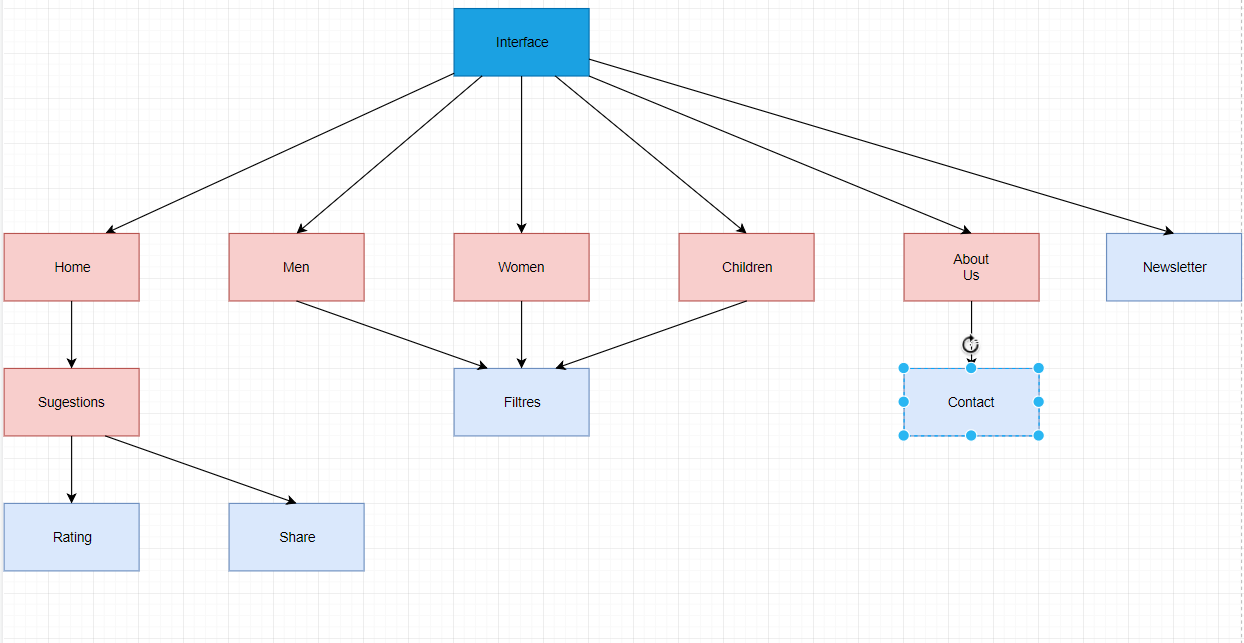 Interface
Home
Men
Women
Children
About
Us
Newsletter
Sugestions
Filtres
Contact
Rating
Share